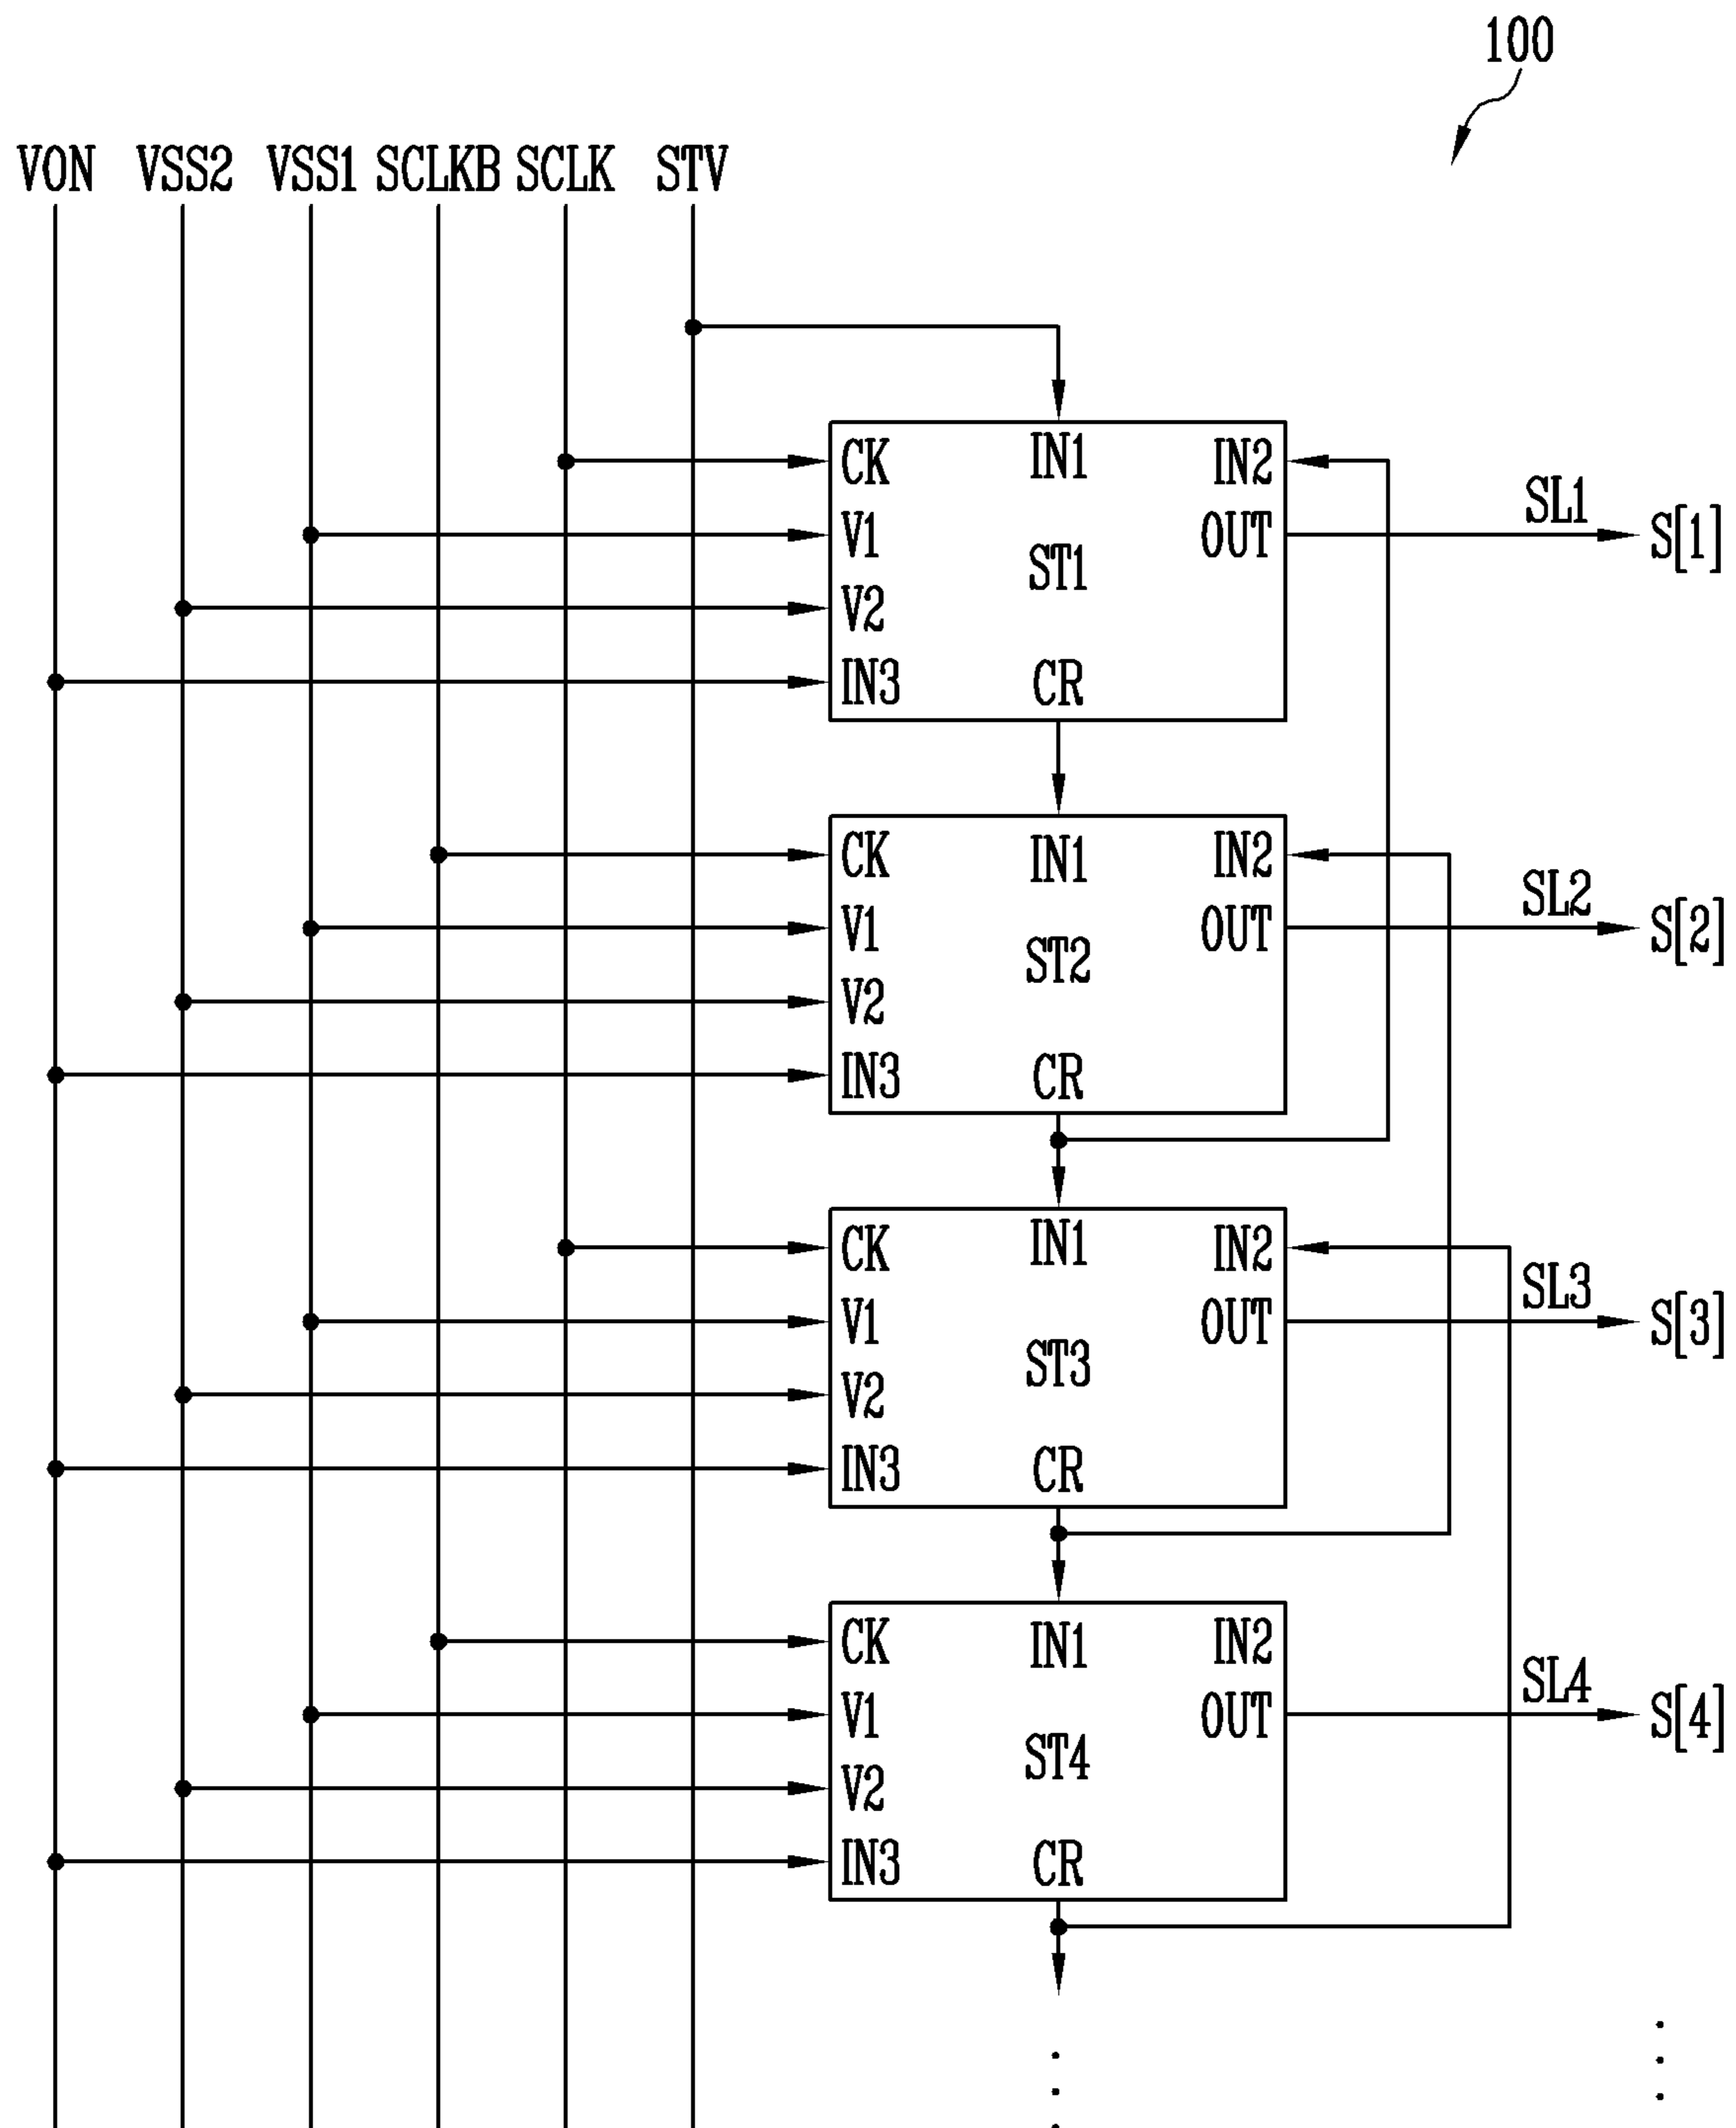 100
VON VSS2 VSS1 SCLKB SCLK STV
CK IN1 IN2
SL1
V1 OUT S[1]
ST1
V2
IN3 CR
CK IN1 IN2
SL2
V1 OUT S[2]
ST2
V2
IN3 CR
CK IN1 IN2
SL3
V1 OUT S[3]
ST3
V2
IN3 CR
CK IN1 IN2
SL4
V1 OUT S[4]
ST4
V2
IN3 CR